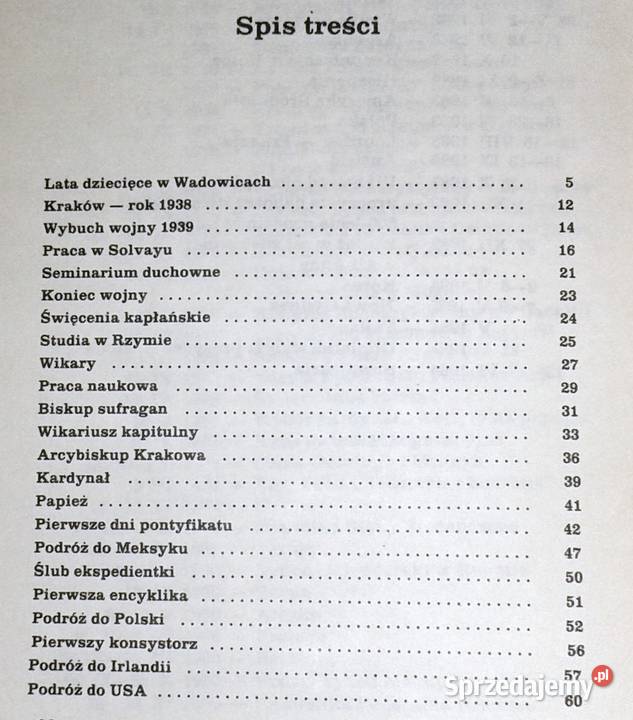 Spis treści
Lata dziecięce w Wadowicach . . . . . . . . . . . . . . . . . . . . . . . . 5
Kraków — rok 1938 . . . . . . . . . . . . . . . . . . . . . . . . . . . . . 12
Wybuch wojny 1939 . . . . . . . . . . . . . . . . . . . . . . . . . . . . . 14
Praca w Solvayu . . . . . . . . . . . . . . . . . . . . . . . . . . . . . . 16
Seminarium duchowne . . . . . . . . . . . . . . . . . . . . . . . . . . . . 21
Koniec wojny . . . . . . . . . . . . . . . . . . . . . . . . . . . . . . . 23
Święcenia kapłańskie . . . . . . . . . . . . . . . . . . . . . . . . . . . 24
Studia w Rzymie . . . . . . . . . . . . . . . . . . . . . . . . . . . . . . 25
Wikary . . . . . . . . . . . . . . . . . . . . . . . . . . . . . . . . . . 27
Praca naukowa . . . . . . . . . . . . . . . . . . . . . . . . . . . . . . . 29
Biskup sufragan . . . . . . . . . . . . . . . . . . . . . . . . . . . . . . 31
Wikariusz kapitulny . . . . . . . . . . . . . . . . . . . . . . . . . . . . 33
Arcybiskup Krakowa . . . . . . . . . . . . . . . . . . . . . . . . . . . . 36
Kardynał . . . . . . . . . . . . . . . . . . . . . . . . . . . . . . . . . 39
Papież . . . . . . . . . . . . . . . . . . . . . . . . . . . . . . . . . . 41
Pierwsze dni pontyfikatu . . . . . . . . . . . . . . . . . . . . . . . . . 42
Podróż do Meksyku . . . . . . . . . . . . . . . . . . . . . . . . . . . . . 47
Ślub ekspedientki . . . . . . . . . . . . . . . . . . . . . . . . . . . . . 50
Pierwsza encyklika . . . . . . . . . . . . . . . . . . . . . . . . . . . . 51
Podróż do Polski . . . . . . . . . . . . . . . . . . . . . . . . . . . . . 52
Pierwszy konsystorz . . . . . . . . . . . . . . . . . . . . . . . . . . . . 56
Podróż do Irlandii . . . . . . . . . . . . . . . . . . . . . . . . . . . . 57
Podróż do USA . . . . . . . . . . . . . . . . . . . . . . . . . . . . . . . 60
Sprzedajemy.pl